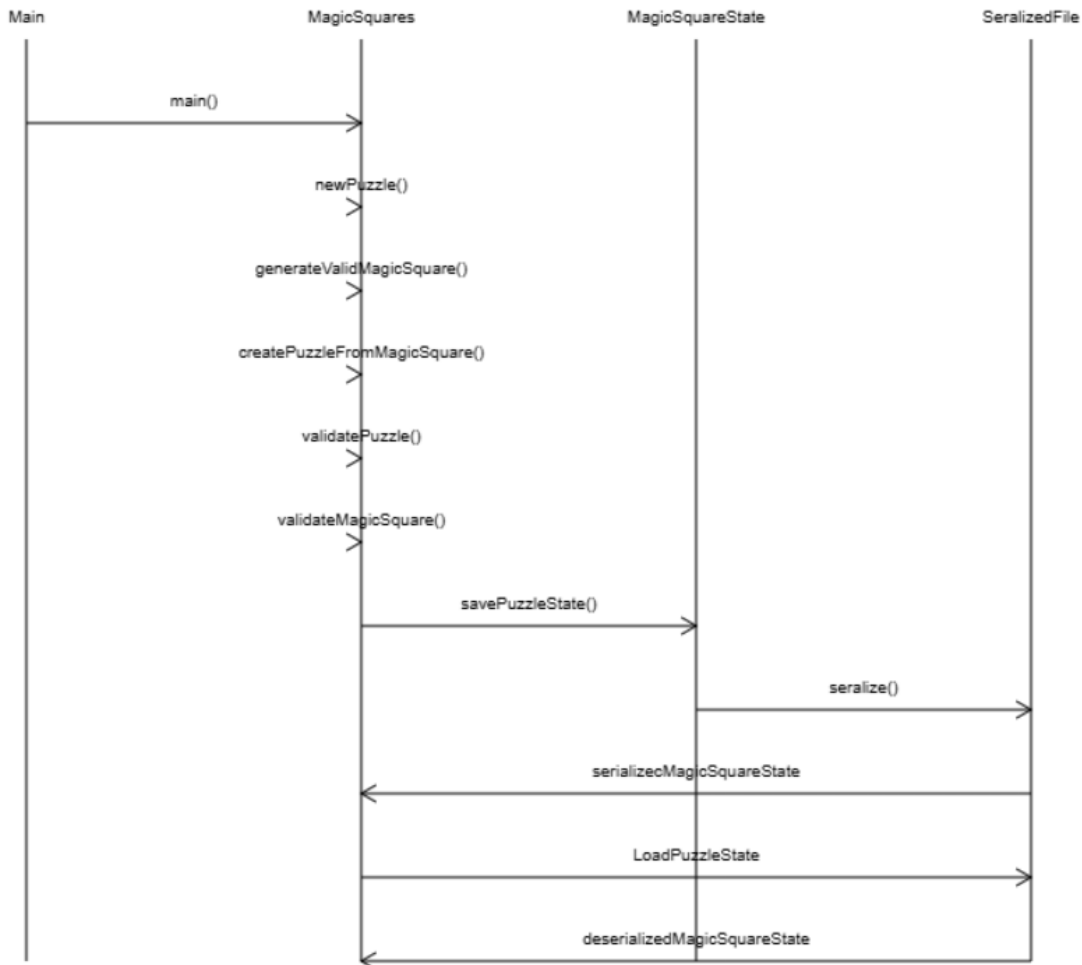 Main MagicSquares MagicSquareState SeralizedFile
main()
newPuzzle()
generateValidMagicSquare()
createPuzzleFromMagicSquare()
validatePuzzle()
validateMagicSquare()
savePuzzleState()
seralize()
serializecMagicSquareState
LoadPuzzleState
deserializedMagicSquareState